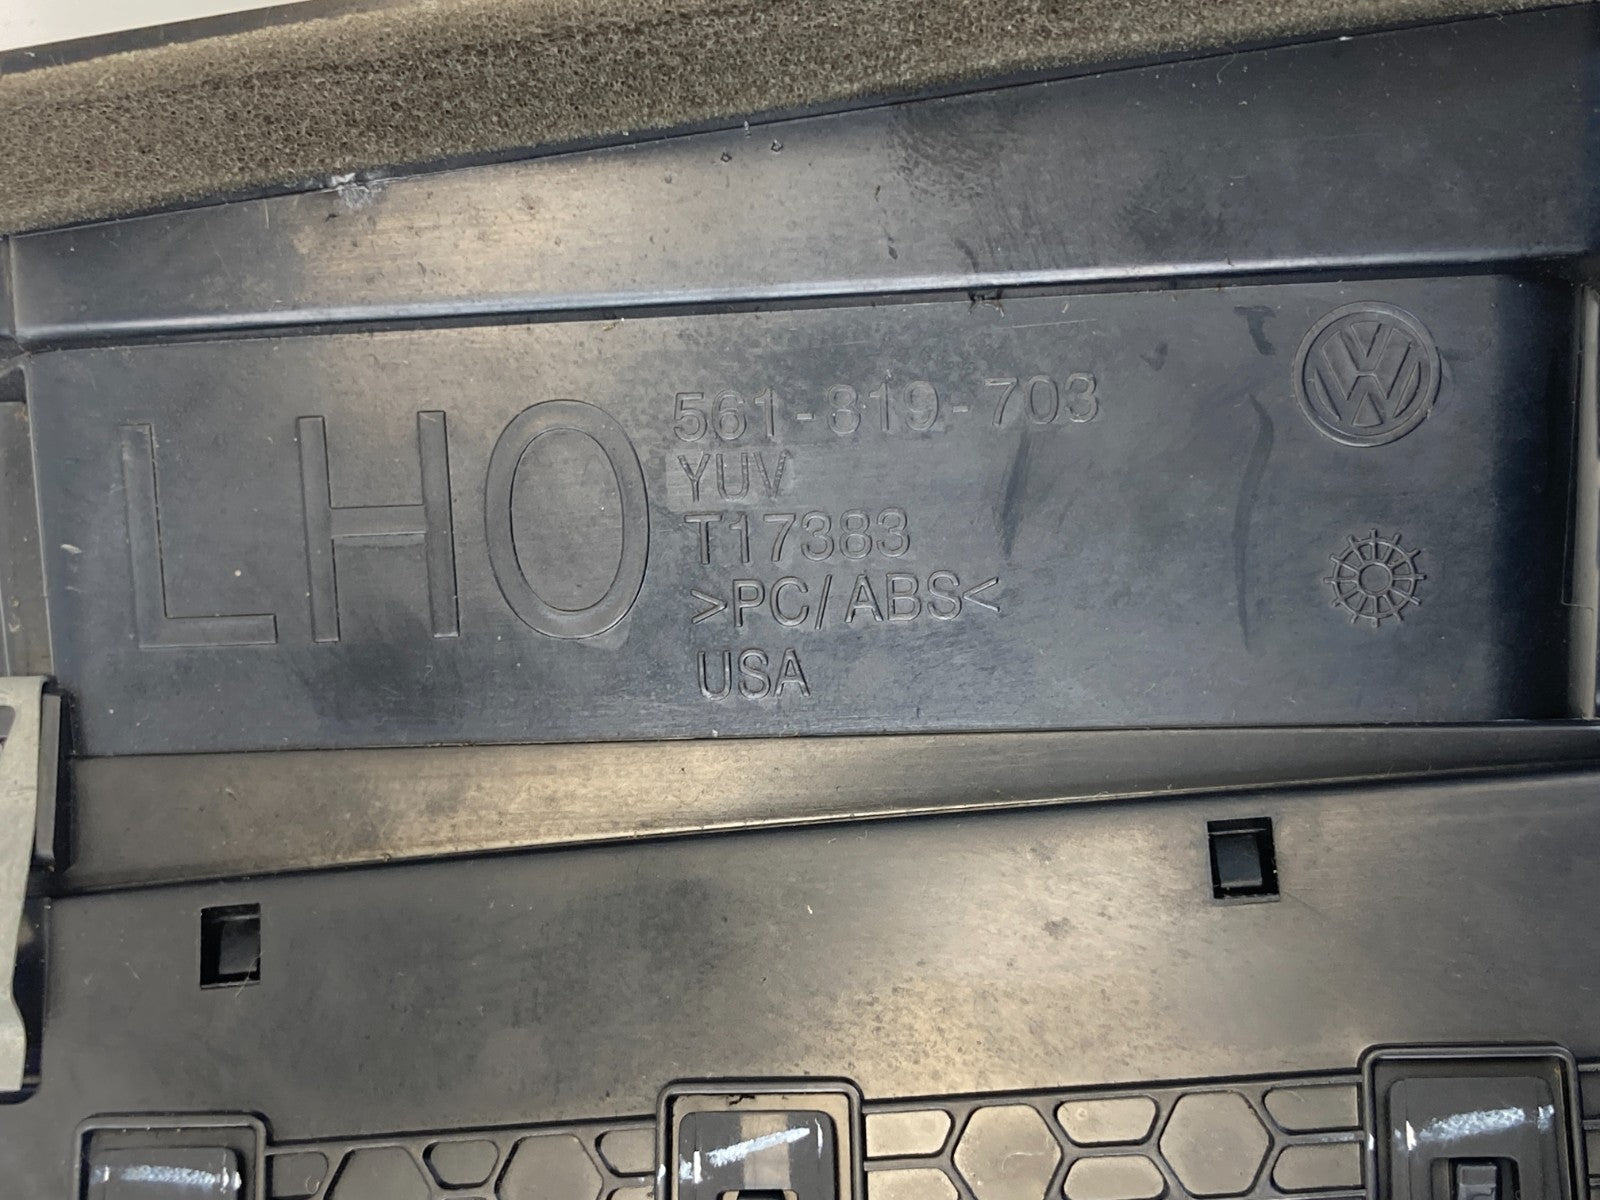 LHO
561-819-703
YUV
T17383
>PC/ABS<
USA